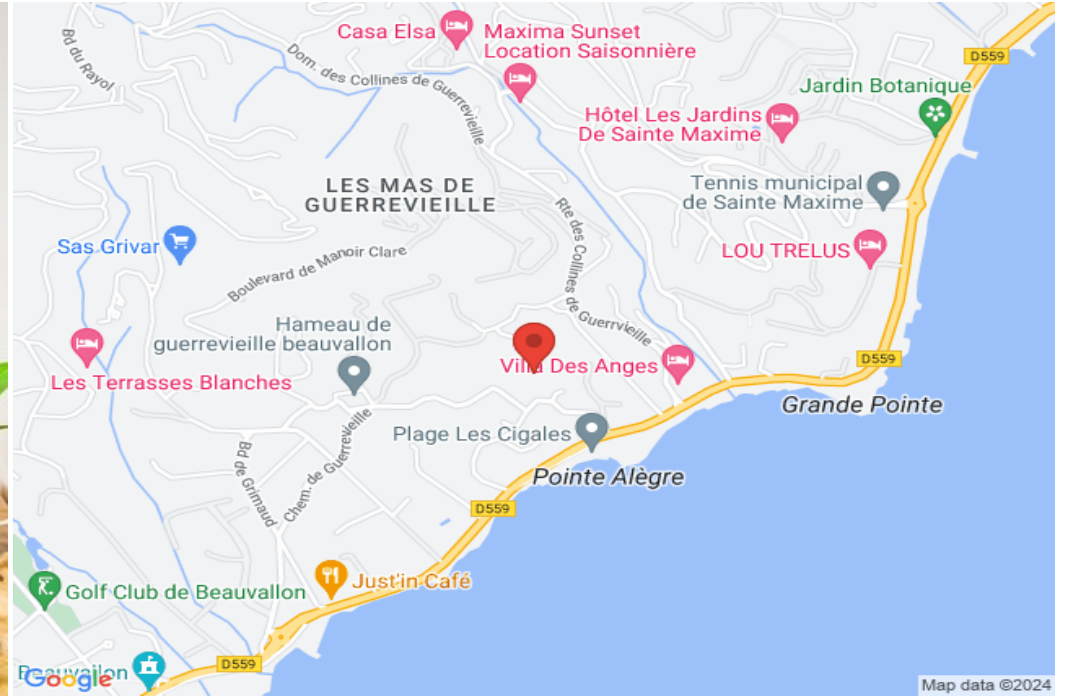 Casa Elsa
Maxima Sunset
Location Saisonnière
D559
Bd du Rayol
Dom. des Collines de Guerrevieille
Jardin Botanique
Hôtel Les Jardins
De Sainte Maxime
LES MAS DE
GUERREVIEILLE
Tennis municipal
de Sainte Maxime
Rte des Collines de Guerrvieille
Sas Grivar
LOU TRELUS
Boulevard de Manoir Clare
Hameau de
guerrevieille beauvallon
Villa Des Anges
D559
Les Terrasses Blanches
Grande Pointe
Plage Les Cigales
Bd de Grimaud
Chem. de Guerrevieille
Pointe Alègre
D559
Just'in Café
Golf Club de Beauvallon
D559
Beauvallon
Google
Map data ©2024